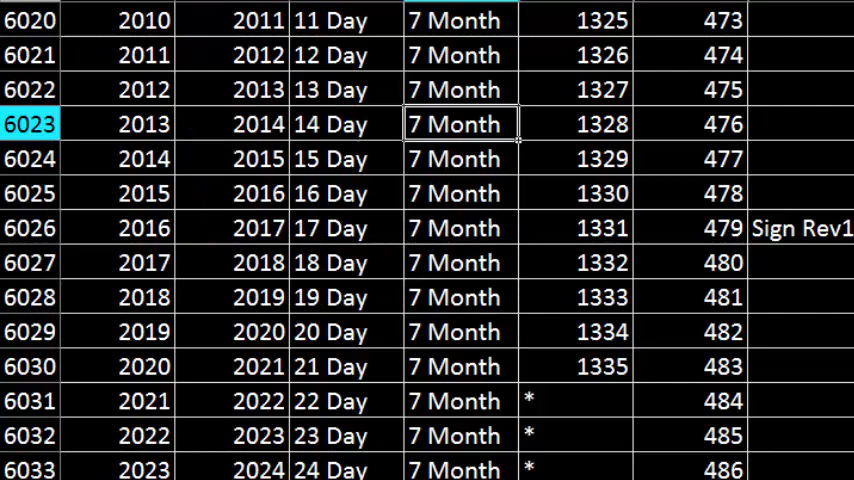 6020 2010 2011 11 Day 7 Month 1325 473
6021 2011 2012 12 Day 7 Month 1326 474
6022 2012 2013 13 Day 7 Month 1327 475
6023 2013 2014 14 Day 7 Month 1328 476
6024 2014 2015 15 Day 7 Month 1329 477
6025 2015 2016 16 Day 7 Month 1330 478
6026 2016 2017 17 Day 7 Month 1331 479 Sign Rev1
6027 2017 2018 18 Day 7 Month 1332 480
6028 2018 2019 19 Day 7 Month 1333 481
6029 2019 2020 20 Day 7 Month 1334 482
6030 2020 2021 21 Day 7 Month 1335 483
6031 2021 2022 22 Day 7 Month * 484
6032 2022 2023 23 Day 7 Month * 485
6033 2023 2024 24 Day 7 Month * 486